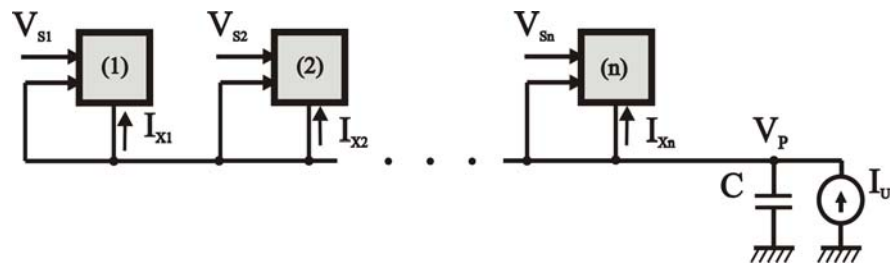 V_S1 V_S2 V_Sn
(1) (2) (n)
I_X1 I_X2 I_Xn V_P
. . . .
C I_U